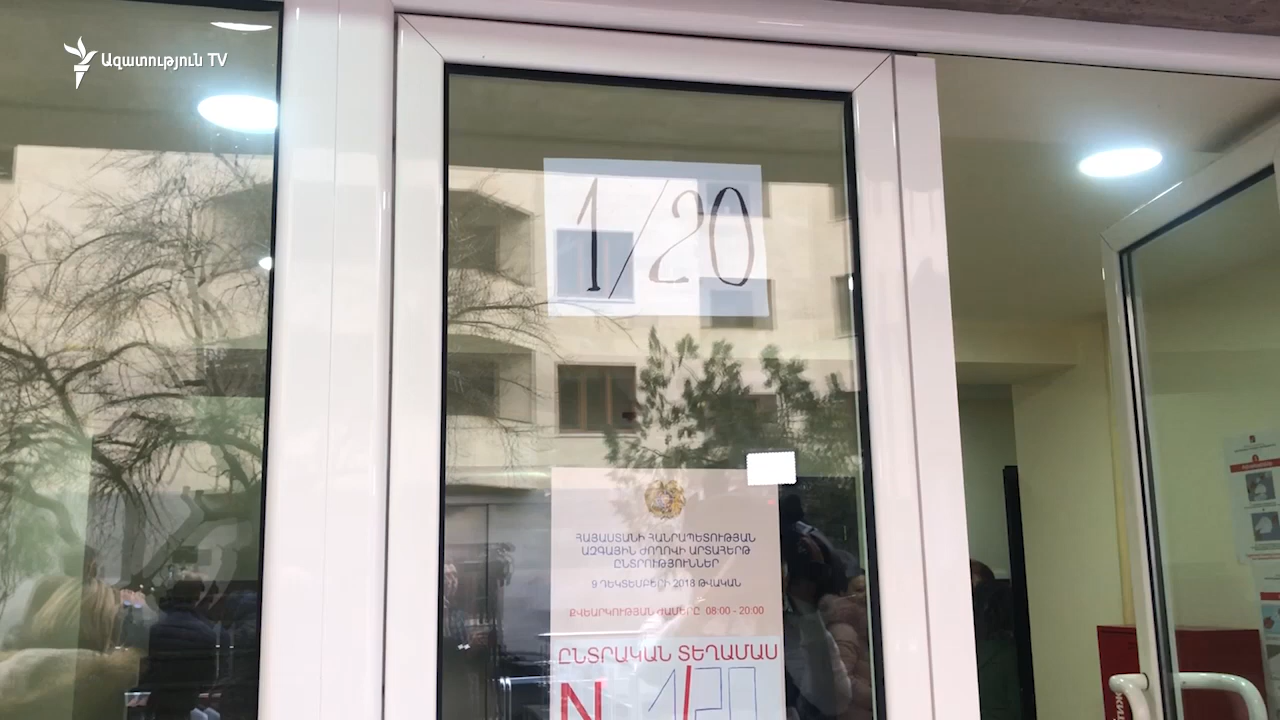 Ազատություն TV
1/20
ՀԱՅԱՍՏԱՆԻ ՀԱՆՐԱՊԵՏՈՒԹՅԱՆ
ԱԶԳԱՅԻՆ ԺՈՂՈՎԻ ԱՐՏԱՀԵՐԹ
ԸՆՏՐՈՒԹՅՈՒՆՆԵՐ
9 ԴԵԿՏԵՄԲԵՐԻ 2018 ԹՎԱԿԱՆ
ՔՎԵԱՐԿՈՒԹՅԱՆ ԺԱՄԵՐԸ 08:00 - 20:00
ԸՆՏՐԱԿԱՆ ՏԵՂԱՄԱՍ
N 1/20